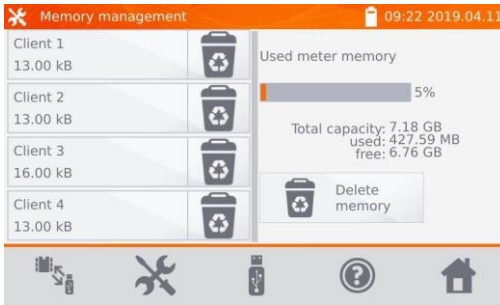 Memory management
09:22 2019.04.11
Client 1
13.00 kB
Client 2
13.00 kB
Client 3
16.00 kB
Client 4
13.00 kB
Used meter memory
5%
Total capacity: 7.18 GB
used: 427.59 MB
free: 6.76 GB
Delete
memory
?